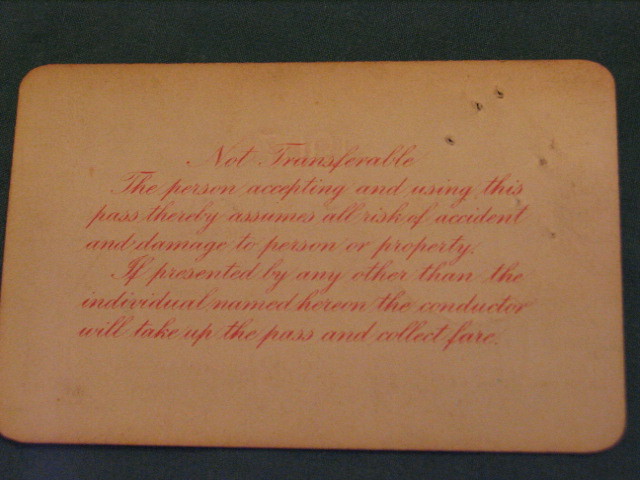 Not Transferable
The person accepting and using this
pass thereby assumes all risk of accident
and damage to person or property.
If presented by any other than the
individual named hereon the conductor
will take up the pass and collect fare.